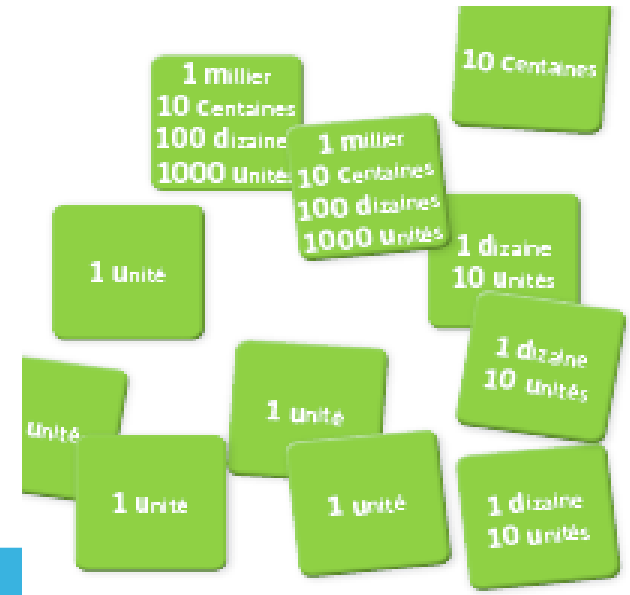 10 Centaines
1 millier
10 Centaines
100 dizaine
1000 Unité
1 millier
10 Centaines
100 dizaines
1000 Unités
1 dizaine
10 Unités
1 Unité
1 dizaine
10 unités
1 unité
unité
1 Unité
1 unité
1 dizaine
10 unités